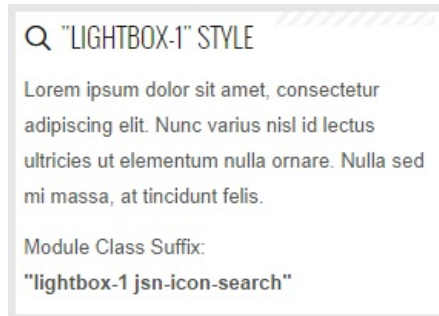 "LIGHTBOX-1" STYLE
Lorem ipsum dolor sit amet, consectetur
adipiscing elit. Nunc varius nisl id lectus
ultricies ut elementum nulla ornare. Nulla sed
mi massa, at tincidunt felis.
Module Class Suffix:
"lightbox-1 jsn-icon-search"